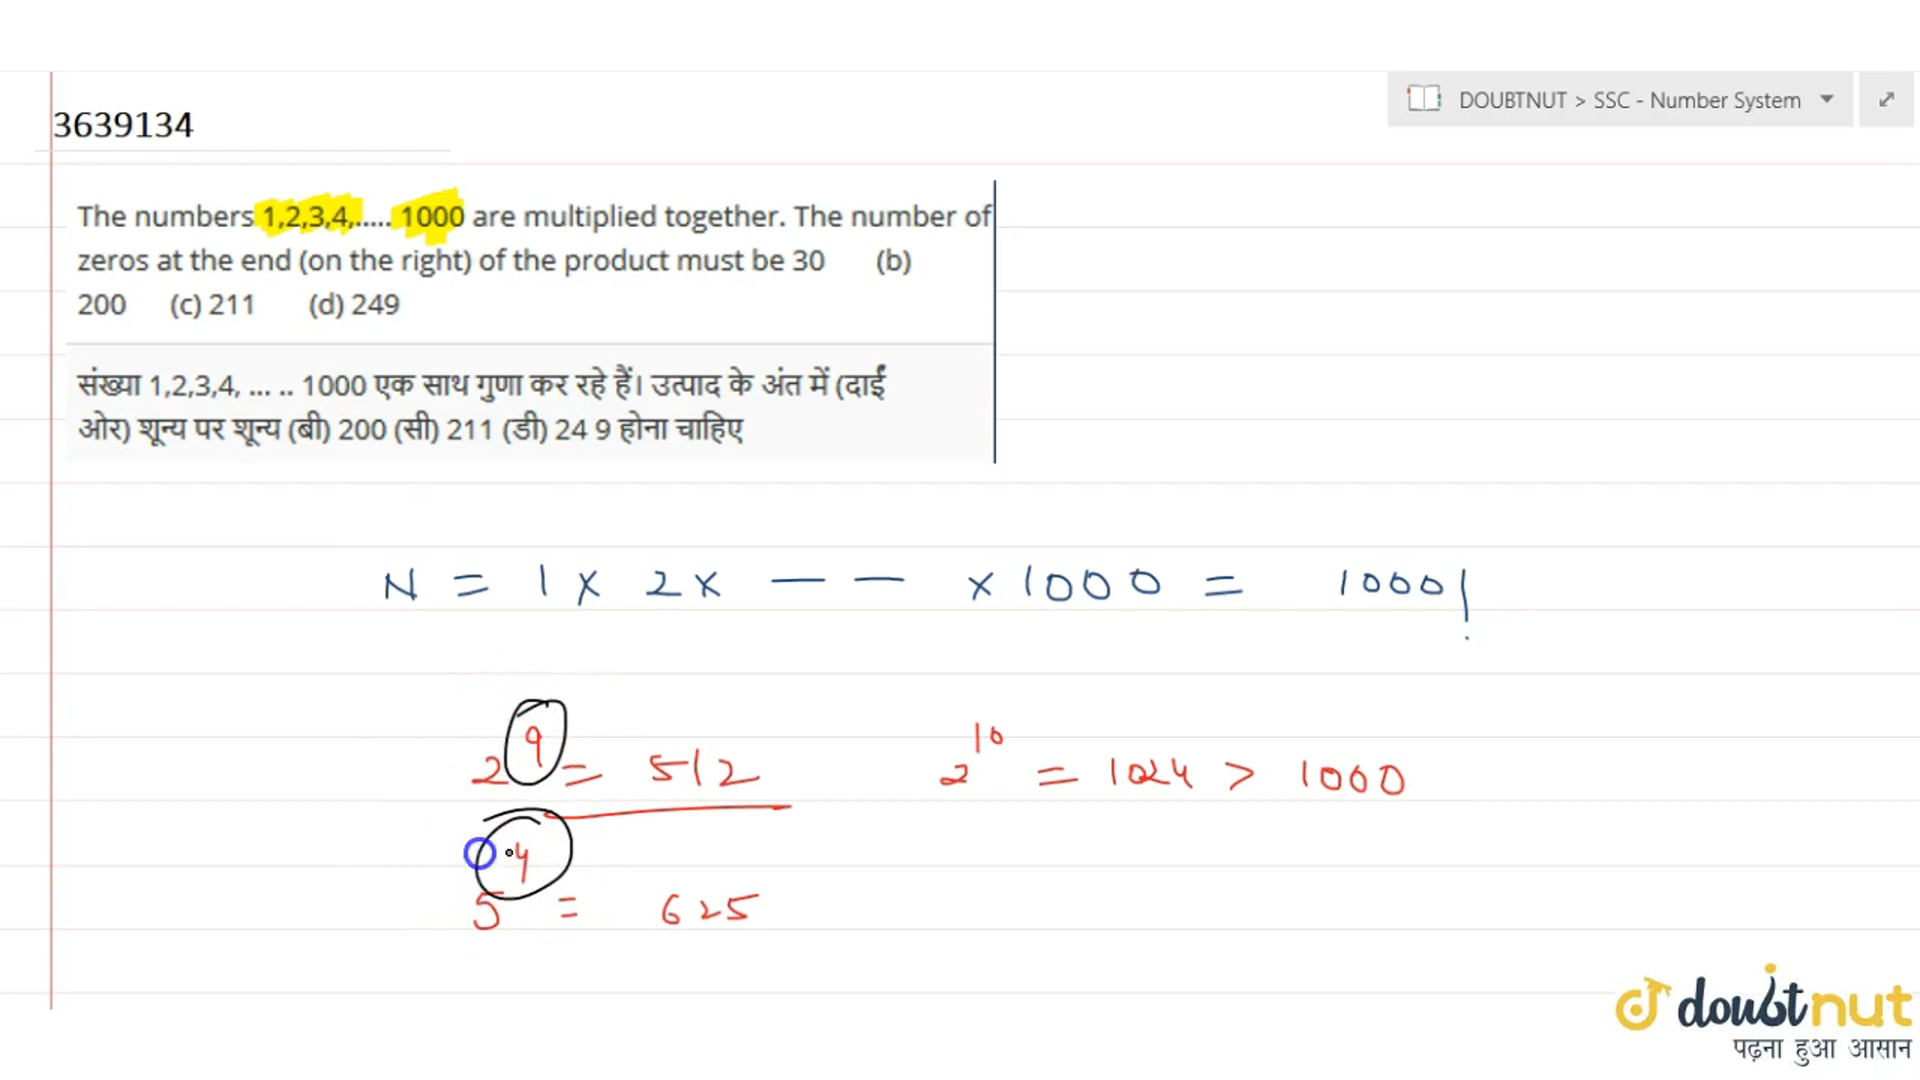 DOUBTNUT > SSC - Number System
3639134
The numbers 1,2,3,4,..... 1000 are multiplied together. The number of
zeros at the end (on the right) of the product must be 30 (b)
200 (c) 211 (d) 249
संख्या 1,2,3,4, ... .. 1000 एक साथ गुणा कर रहे हैं। उत्पाद के अंत में (दाईं
ओर) शून्य पर शून्य (बी) 200 (सी) 211 (डी) 24 9 होना चाहिए
N = 1 x 2 x — — x 1000 = 1000!
2^9 = 512 2^10 = 1024 > 1000
5^4 = 625
doubtnut
पढ़ना हुआ आसान